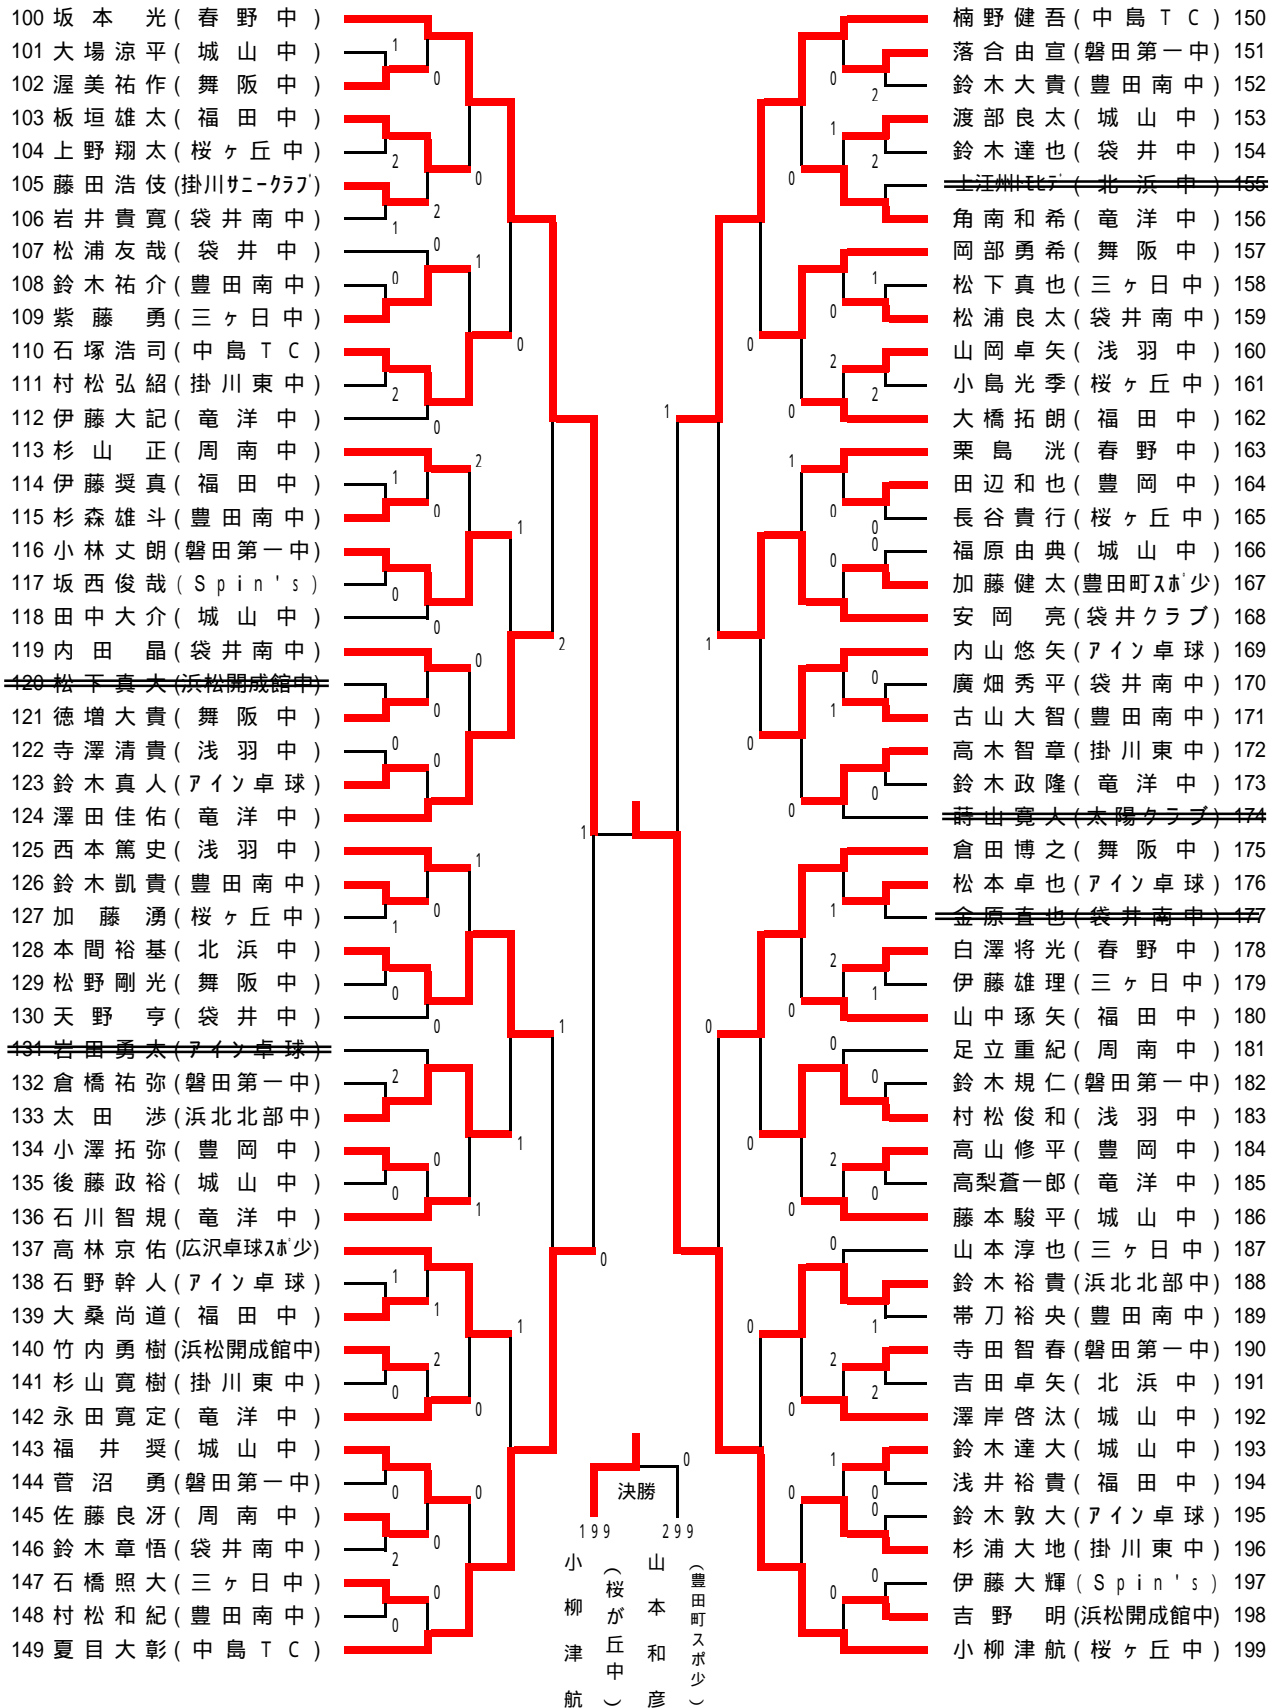 100 坂本 光 (春野中)
101 大場涼平 (城山中)
102 渥美祐作 (舞阪中)
103 板垣雄太 (福田中)
104 上野翔太 (桜ヶ丘中)
105 藤田浩伎 (掛川サニークラブ)
106 岩井貴寛 (袋井南中)
107 松浦友哉 (袋井中)
108 鈴木祐介 (豊田南中)
109 紫藤 勇 (三ヶ日中)
110 石塚浩司 (中島TC)
111 村松弘紹 (掛川東中)
112 伊藤大記 (竜洋中)
113 杉山 正 (周南中)
114 伊藤奨真 (福田中)
115 杉森雄斗 (豊田南中)
116 小林丈朗 (磐田第一中)
117 坂西俊哉 (Spin's)
118 田中大介 (城山中)
119 内田 晶 (袋井南中)
120 松下真大 (浜松開成館中)
121 徳増大貴 (舞阪中)
122 寺澤清貴 (浅羽中)
123 鈴木真人 (アイン卓球)
124 澤田佳佑 (竜洋中)
125 西本篤史 (浅羽中)
126 鈴木凱貴 (豊田南中)
127 加藤 湧 (桜ヶ丘中)
128 本間裕基 (北浜中)
129 松野剛光 (舞阪中)
130 天野 亨 (袋井中)
131 岩田勇太 (アイン卓球)
132 倉橋祐弥 (磐田第一中)
133 太田 渉 (浜北北部中)
134 小澤拓弥 (豊岡中)
135 後藤政裕 (城山中)
136 石川智規 (竜洋中)
137 高林京佑 (広沢卓球スポ少)
138 石野幹人 (アイン卓球)
139 大桑尚道 (福田中)
140 竹内勇樹 (浜松開成館中)
141 杉山寛樹 (掛川東中)
142 永田寛定 (竜洋中)
143 福井 奨 (城山中)
144 菅沼 勇 (磐田第一中)
145 佐藤良冴 (周南中)
146 鈴木章悟 (袋井南中)
147 石橋照大 (三ヶ日中)
148 村松和紀 (豊田南中)
149 夏目大彰 (中島TC)
楠野健吾 (中島TC) 150
落合由宣 (磐田第一中) 151
鈴木大貴 (豊田南中) 152
渡部良太 (城山中) 153
鈴木達也 (袋井中) 154
上江州トモヒデ (北浜中) 155
角南和希 (竜洋中) 156
岡部勇希 (舞阪中) 157
松下真也 (三ヶ日中) 158
松浦良太 (袋井南中) 159
山岡卓矢 (浅羽中) 160
小島光季 (桜ヶ丘中) 161
大橋拓朗 (福田中) 162
栗島 洸 (春野中) 163
田辺和也 (豊岡中) 164
長谷貴行 (桜ヶ丘中) 165
福原由典 (城山中) 166
加藤健太 (豊田町スポ少) 167
安岡 亮 (袋井クラブ) 168
内山悠矢 (アイン卓球) 169
廣畑秀平 (袋井南中) 170
古山大智 (豊田南中) 171
高木智章 (掛川東中) 172
鈴木政隆 (竜洋中) 173
蒔山寛人 (太陽クラブ) 174
倉田博之 (舞阪中) 175
松本卓也 (アイン卓球) 176
金原直也 (袋井南中) 177
白澤将光 (春野中) 178
伊藤雄理 (三ヶ日中) 179
山中琢矢 (福田中) 180
足立重紀 (周南中) 181
鈴木規仁 (磐田第一中) 182
村松俊和 (浅羽中) 183
高山修平 (豊岡中) 184
高梨蒼一郎 (竜洋中) 185
藤本駿平 (城山中) 186
山本淳也 (三ヶ日中) 187
鈴木裕貴 (浜北北部中) 188
帯刀裕央 (豊田南中) 189
寺田智春 (磐田第一中) 190
吉田卓矢 (北浜中) 191
澤岸啓汰 (城山中) 192
鈴木達大 (城山中) 193
浅井裕貴 (福田中) 194
鈴木敦大 (アイン卓球) 195
杉浦大地 (掛川東中) 196
伊藤大輝 (Spin's) 197
吉野 明 (浜松開成館中) 198
小柳津航 (桜ヶ丘中) 199
決勝
0
199
299
小柳津航
(桜が丘中)
山本和彦
(豊田町スポ少)